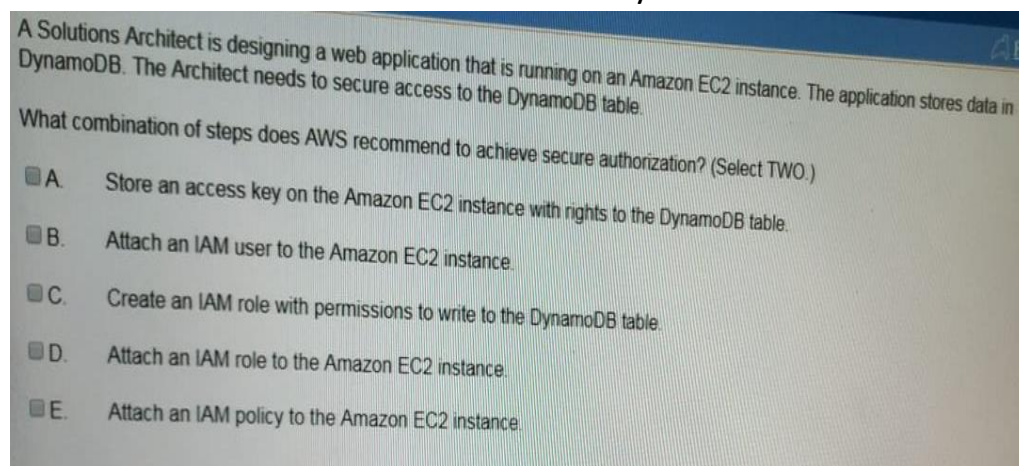 A Solutions Architect is designing a web application that is running on an Amazon EC2 instance. The application stores data in
DynamoDB. The Architect needs to secure access to the DynamoDB table.
What combination of steps does AWS recommend to achieve secure authorization? (Select TWO.)
A. Store an access key on the Amazon EC2 instance with rights to the DynamoDB table.
B. Attach an IAM user to the Amazon EC2 instance.
C. Create an IAM role with permissions to write to the DynamoDB table.
D. Attach an IAM role to the Amazon EC2 instance.
E. Attach an IAM policy to the Amazon EC2 instance.